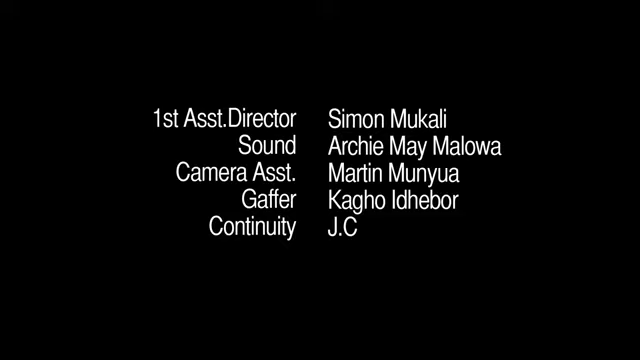 1st Asst.Director Simon Mukali
Sound Archie May Malowa
Camera Asst. Martin Munyua
Gaffer Kagho Idhebor
Continuity J.C